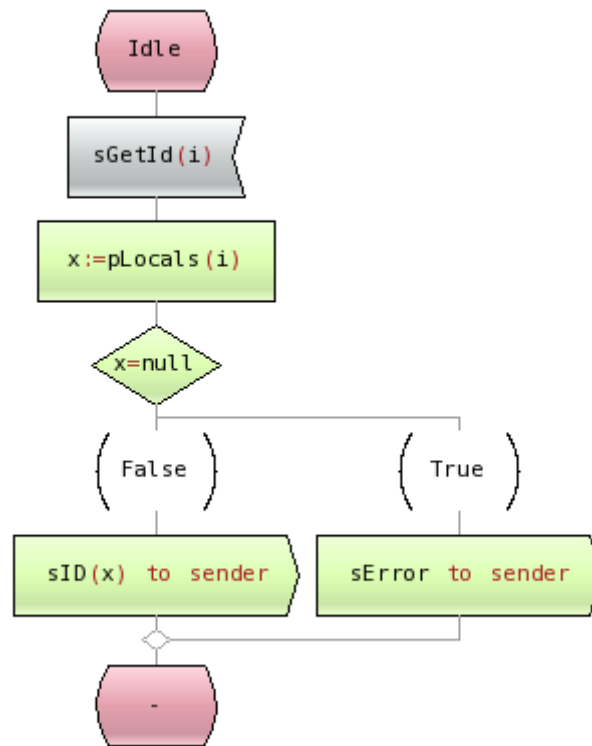 Idle
sGetId(i)
x:=pLocals(i)
x=null
False
True
sID(x) to sender
sError to sender
-